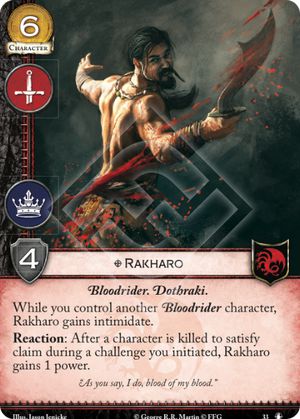 6
CHARACTER
4
RAKHARO
Bloodrider. Dothraki.
While you control another Bloodrider character,
Rakharo gains intimidate.
Reaction: After a character is killed to satisfy
claim during a challenge you initiated, Rakharo
gains 1 power.
"As you say, I do, blood of my blood."
Illus. Jason Jenicke
© George R.R. Martin © FFG
13